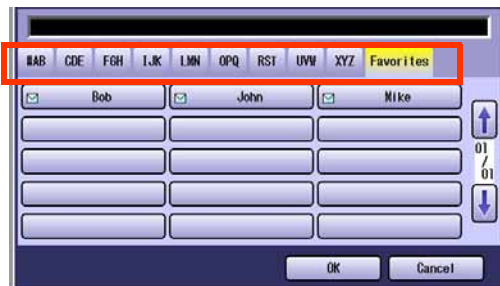 #AB CDE FGH IJK LMN OPQ RST UVW XYZ Favorites
Bob John Mike
01
/
01
OK Cancel